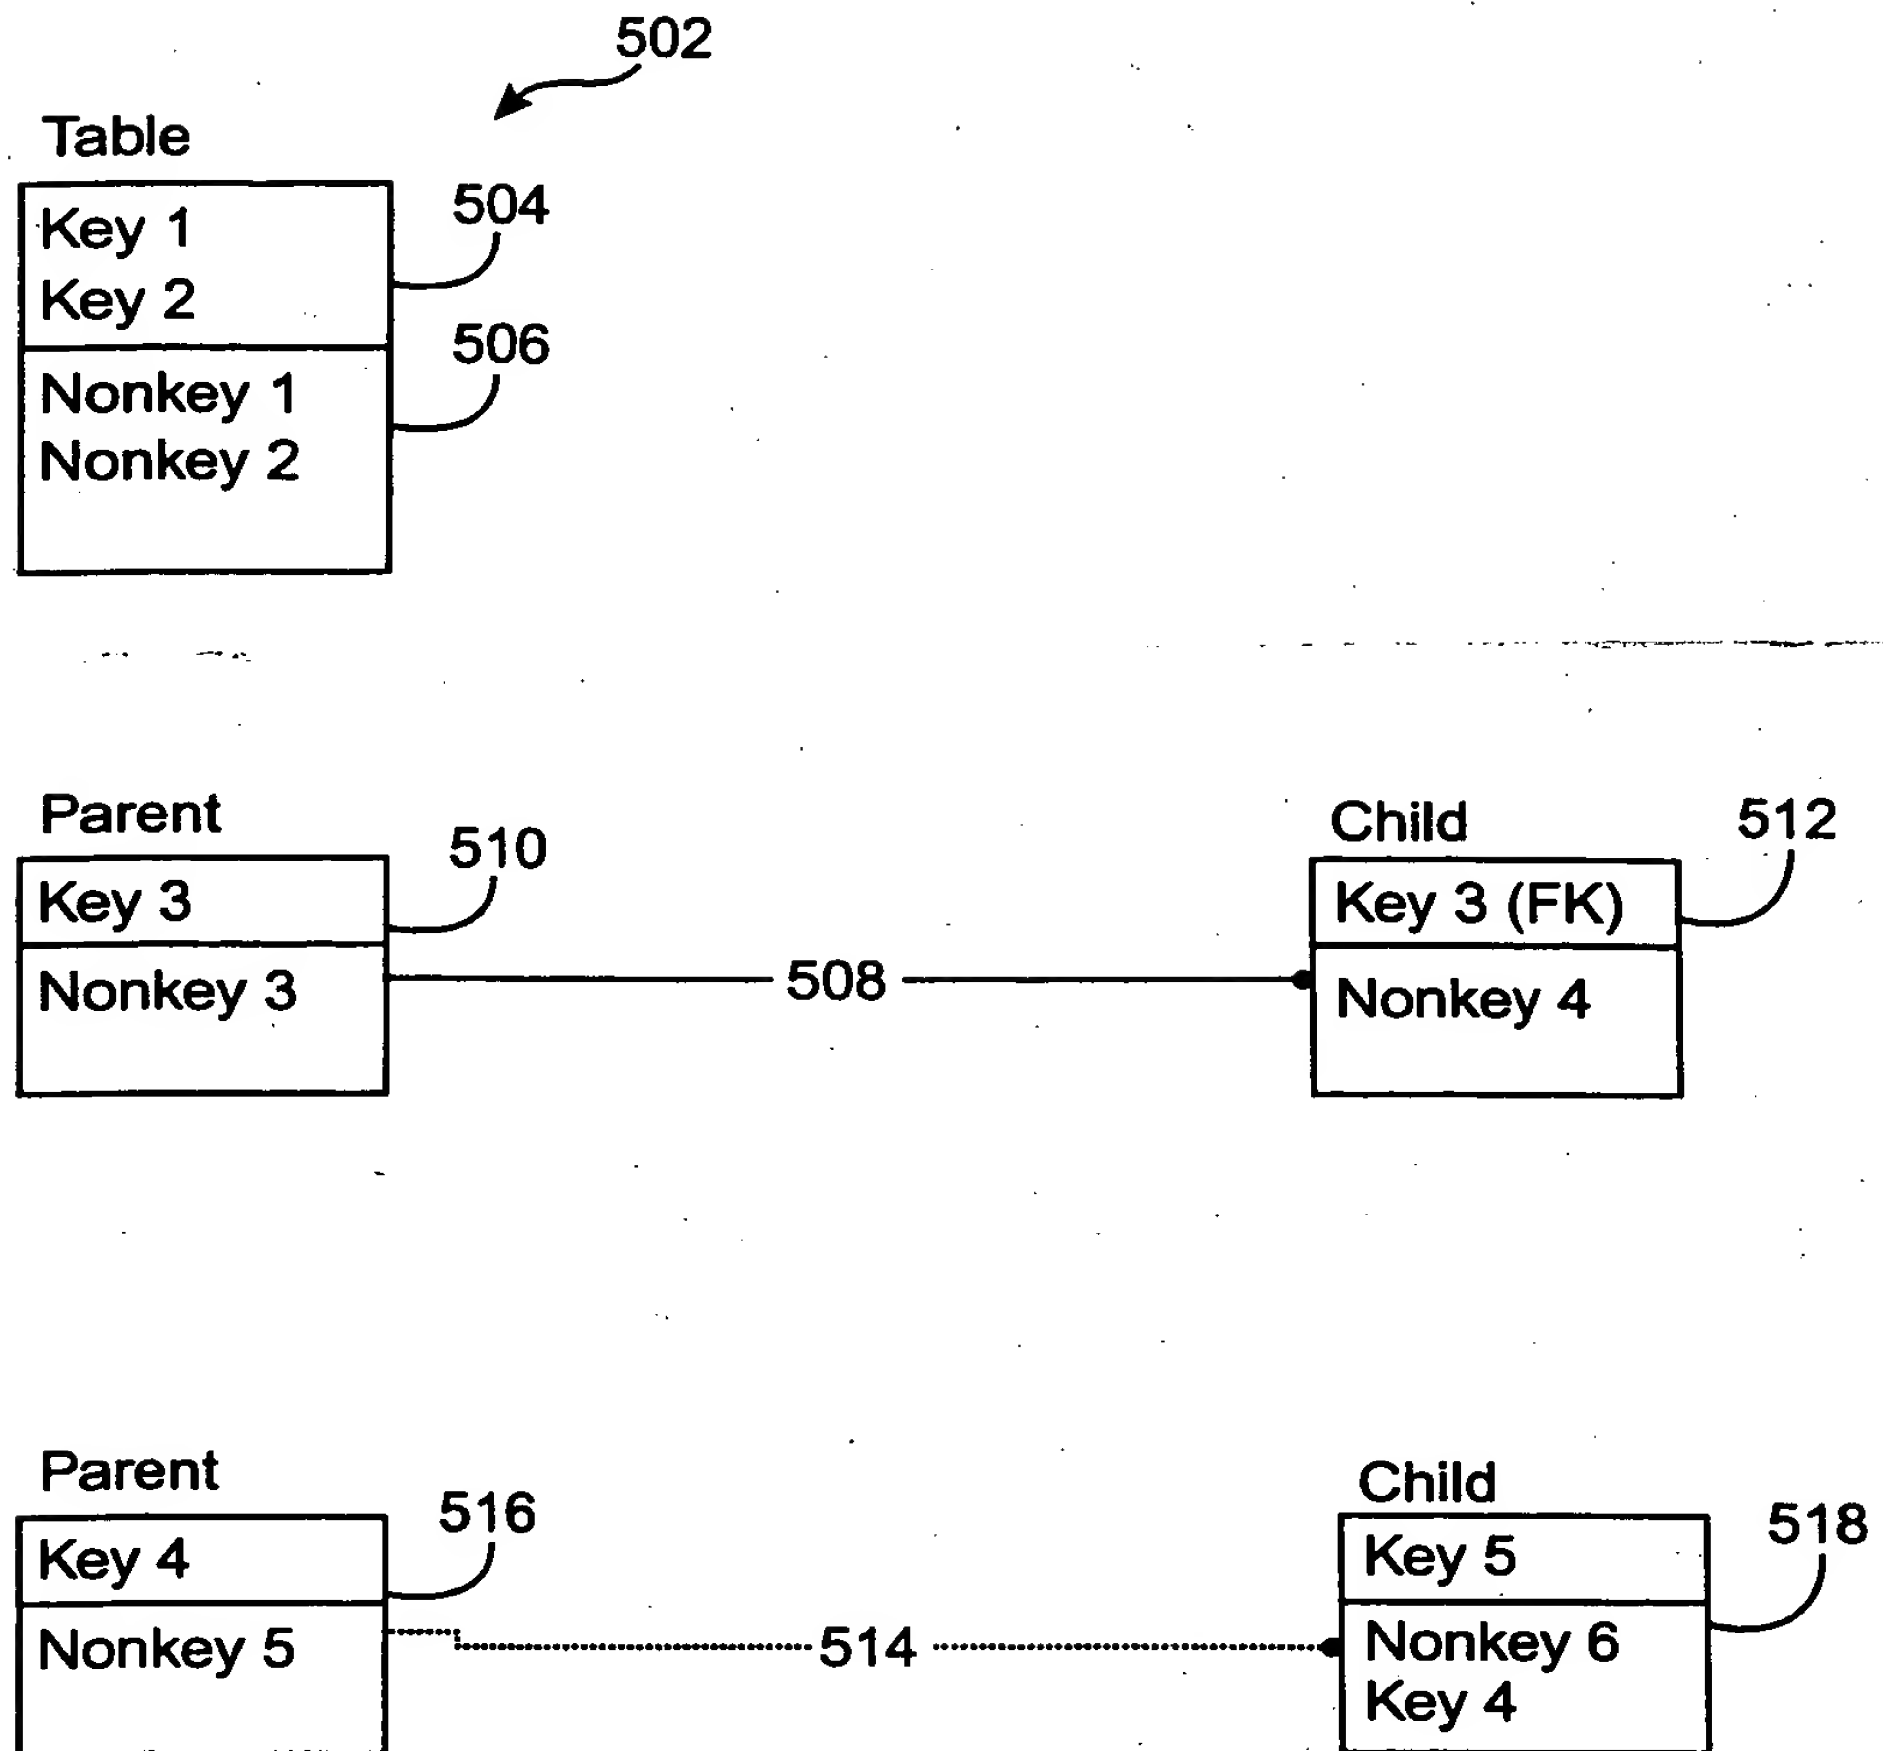 502
Table
Key 1
504
Key 2
506
Nonkey 1
Nonkey 2
Parent
510
Child
512
Key 3
Key 3 (FK)
Nonkey 3
508
Nonkey 4
Parent
516
Child
518
Key 4
Key 5
Nonkey 5
514
Nonkey 6
Key 4